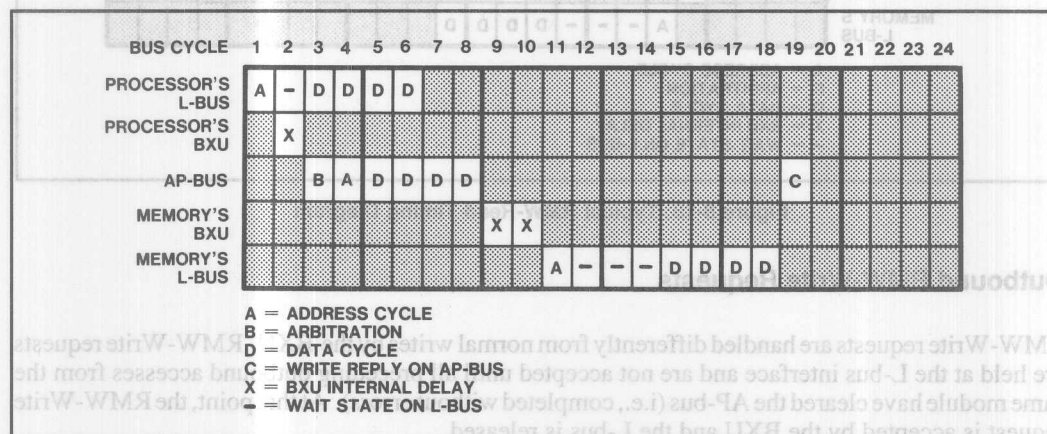 BUS CYCLE 1 2 3 4 5 6 7 8 9 10 11 12 13 14 15 16 17 18 19 20 21 22 23 24
PROCESSOR'S
L-BUS
A – D D D D
PROCESSOR'S
BXU
X
AP-BUS
B A D D D D C
MEMORY'S
BXU
X X
MEMORY'S
L-BUS
A – – – D D D D
A = ADDRESS CYCLE
B = ARBITRATION
D = DATA CYCLE
C = WRITE REPLY ON AP-BUS
X = BXU INTERNAL DELAY
– = WAIT STATE ON L-BUS